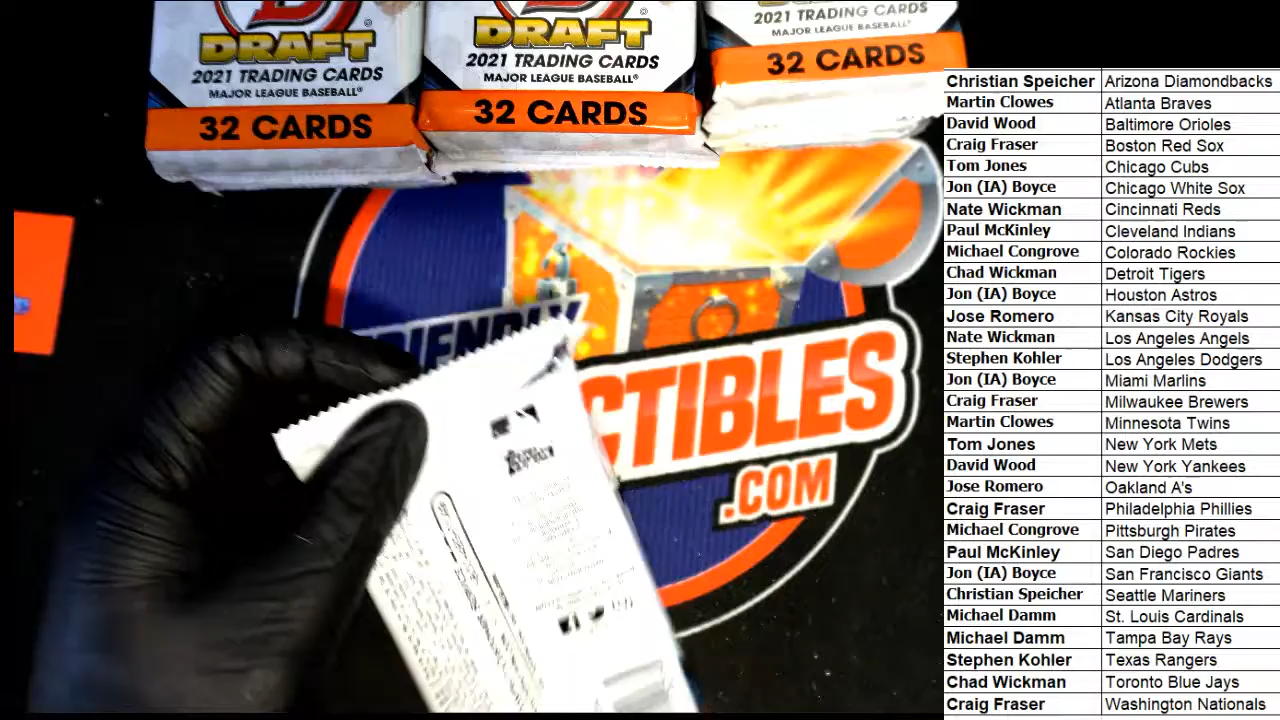 DRAFT
2021 TRADING CARDS
MAJOR LEAGUE BASEBALL®
32 CARDS
DRAFT
2021 TRADING CARDS
MAJOR LEAGUE BASEBALL®
32 CARDS
2021 TRADING CARDS
MAJOR LEAGUE BASEBALL®
32 CARDS
CTIBLES
.COM
Christian Speicher Arizona Diamondbacks
Martin Clowes Atlanta Braves
David Wood Baltimore Orioles
Craig Fraser Boston Red Sox
Tom Jones Chicago Cubs
Jon (IA) Boyce Chicago White Sox
Nate Wickman Cincinnati Reds
Paul McKinley Cleveland Indians
Michael Congrove Colorado Rockies
Chad Wickman Detroit Tigers
Jon (IA) Boyce Houston Astros
Jose Romero Kansas City Royals
Nate Wickman Los Angeles Angels
Stephen Kohler Los Angeles Dodgers
Jon (IA) Boyce Miami Marlins
Craig Fraser Milwaukee Brewers
Martin Clowes Minnesota Twins
Tom Jones New York Mets
David Wood New York Yankees
Jose Romero Oakland A's
Craig Fraser Philadelphia Phillies
Michael Congrove Pittsburgh Pirates
Paul McKinley San Diego Padres
Jon (IA) Boyce San Francisco Giants
Christian Speicher Seattle Mariners
Michael Damm St. Louis Cardinals
Michael Damm Tampa Bay Rays
Stephen Kohler Texas Rangers
Chad Wickman Toronto Blue Jays
Craig Fraser Washington Nationals